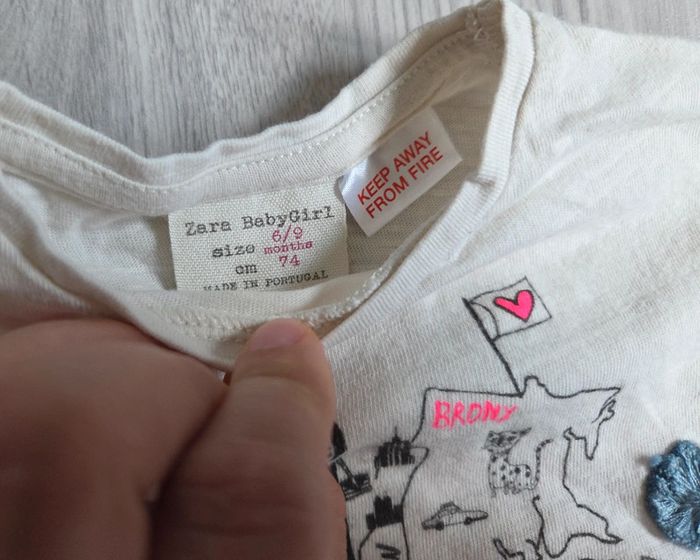 Zara BabyGirl
size 6/9
months
cm 74
MADE IN PORTUGAL
KEEP AWAY
FROM FIRE
BRONX